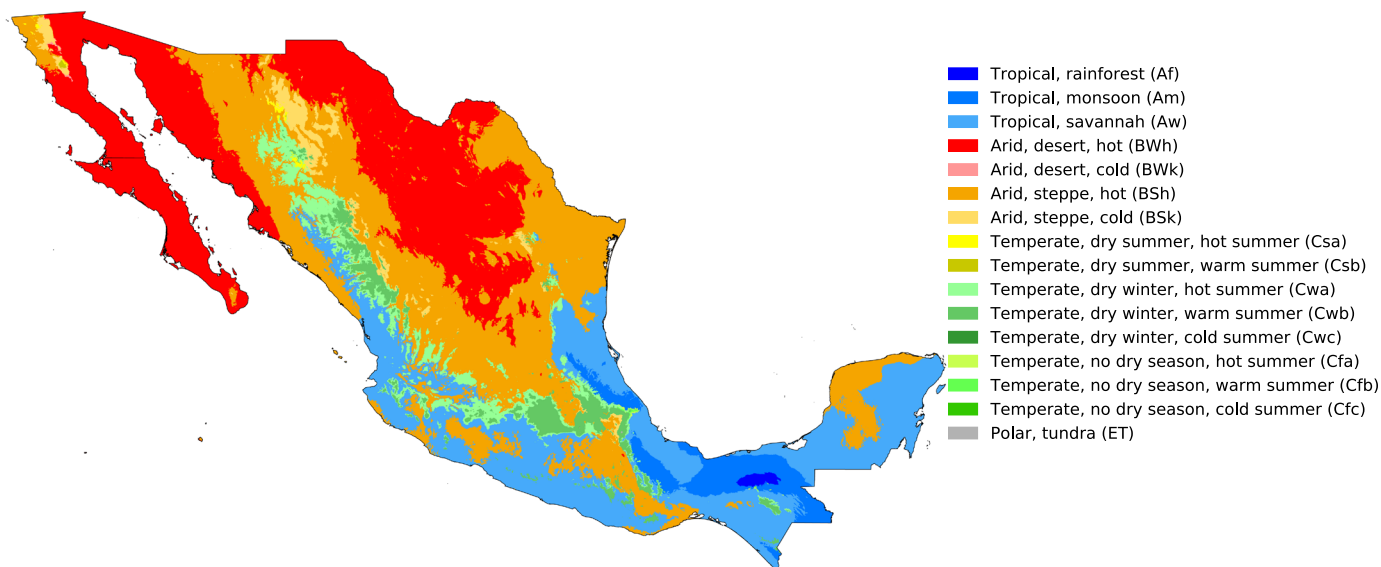 Tropical, rainforest (Af)
Tropical, monsoon (Am)
Tropical, savannah (Aw)
Arid, desert, hot (BWh)
Arid, desert, cold (BWk)
Arid, steppe, hot (BSh)
Arid, steppe, cold (BSk)
Temperate, dry summer, hot summer (Csa)
Temperate, dry summer, warm summer (Csb)
Temperate, dry winter, hot summer (Cwa)
Temperate, dry winter, warm summer (Cwb)
Temperate, dry winter, cold summer (Cwc)
Temperate, no dry season, hot summer (Cfa)
Temperate, no dry season, warm summer (Cfb)
Temperate, no dry season, cold summer (Cfc)
Polar, tundra (ET)